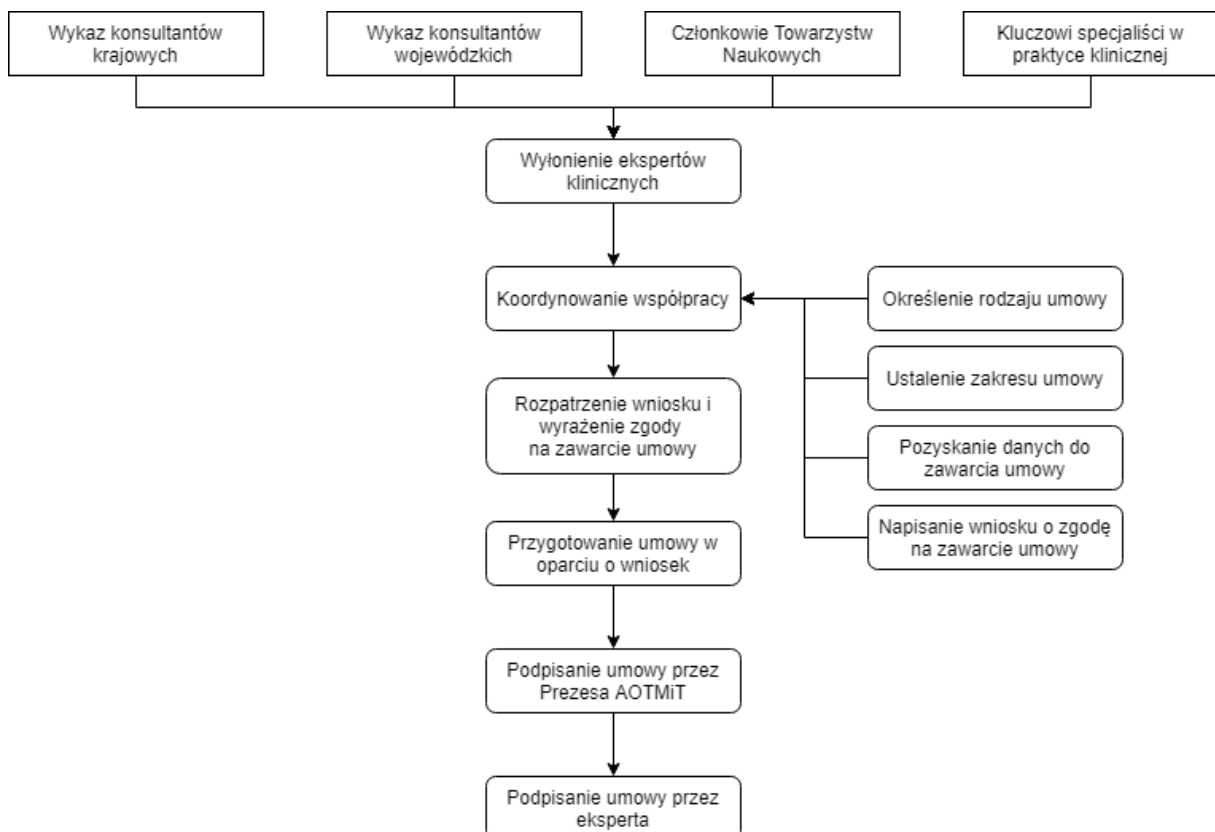 Wykaz konsultantów
krajowych
Wykaz konsultantów
wojewódzkich
Członkowie Towarzystw
Naukowych
Kluczowi specjaliści w
praktyce klinicznej
Wyłonienie ekspertów
klinicznych
Koordynowanie współpracy
Określenie rodzaju umowy
Ustalenie zakresu umowy
Rozpatrzenie wniosku i
wyrażenie zgody
na zawarcie umowy
Pozyskanie danych do
zawarcia umowy
Napisanie wniosku o zgodę
na zawarcie umowy
Przygotowanie umowy w
oparciu o wniosek
Podpisanie umowy przez
Prezesa AOTMiT
Podpisanie umowy przez
eksperta